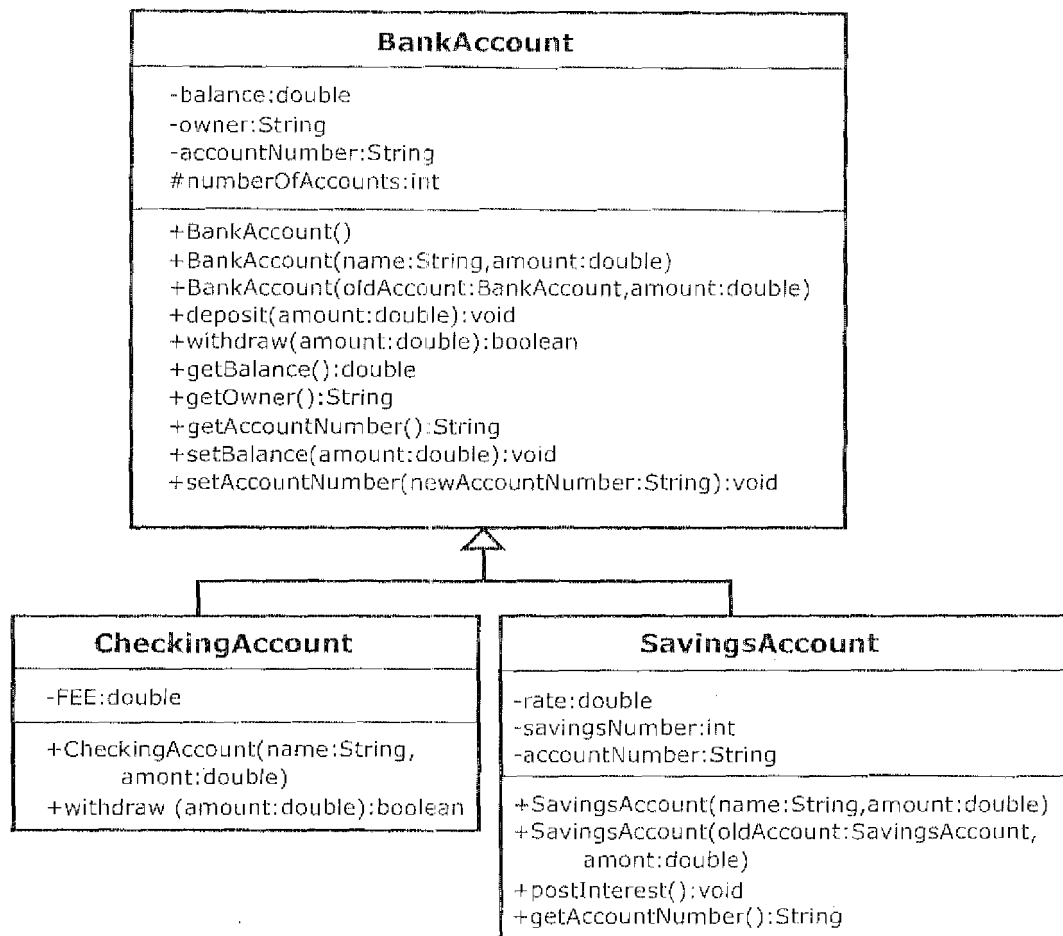 BankAccount
-balance:double
-owner:String
-accountNumber:String
#numberOfAccounts:int
+BankAccount()
+BankAccount(name:String,amount:double)
+BankAccount(oldAccount:BankAccount,amount:double)
+deposit(amount:double):void
+withdraw(amount:double):boolean
+getBalance():double
+getOwner():String
+getAccountNumber():String
+setBalance(amount:double):void
+setAccountNumber(newAccountNumber:String):void
CheckingAccount
-FEE:double
+CheckingAccount(name:String,
amont:double)
+withdraw (amount:double):boolean
SavingsAccount
-rate:double
-savingsNumber:int
-accountNumber:String
+SavingsAccount(name:String,amount:double)
+SavingsAccount(oldAccount:SavingsAccount,
amont:double)
+postInterest():void
+getAccountNumber():String